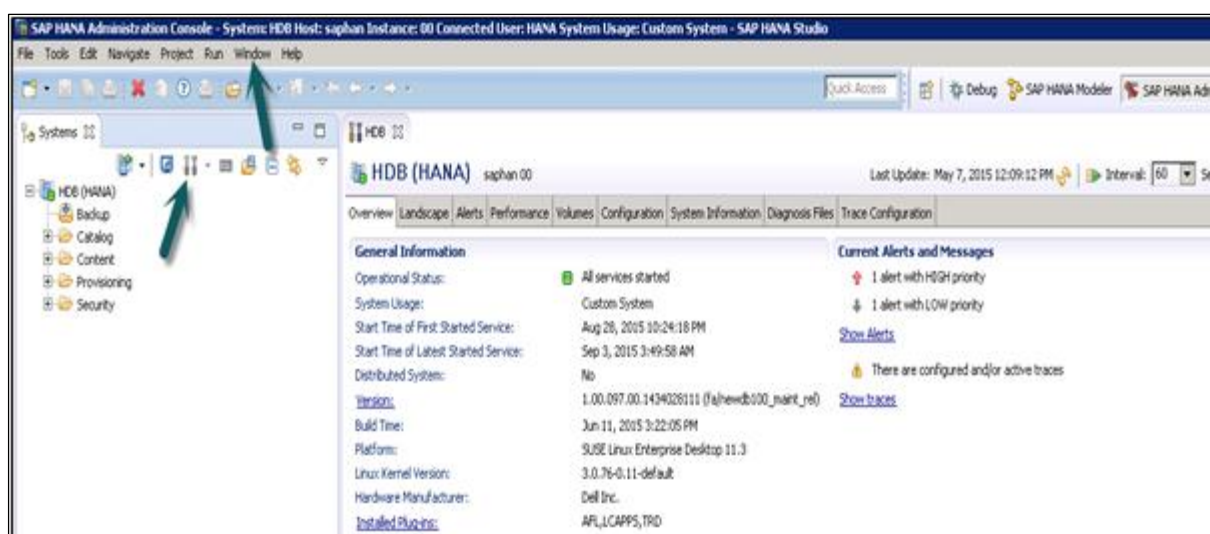 SAP HANA Administration Console - System: HDB Host: saphan Instance: 00 Connected User: HANA System Usage: Custom System - SAP HANA Studio
File Tools Edit Navigate Project Run Window Help
Quick Access Debug SAP HANA Modeler SAP HANA Adm
Systems
HDB (HANA)
Backup
Catalog
Content
Provisioning
Security
HDB
HDB (HANA) saphan 00 Last Update: May 7, 2015 12:09:12 PM Interval: 60 Se
Overview Landscape Alerts Performance Volumes Configuration System Information Diagnosis Files Trace Configuration
General Information
Operational Status: All services started
System Usage: Custom System
Start Time of First Started Service: Aug 28, 2015 10:24:18 PM
Start Time of Latest Started Service: Sep 3, 2015 3:49:58 AM
Distributed System: No
Version: 1.00.097.00.1434028111 (fa/newdb100_maint_rel)
Build Time: Jun 11, 2015 3:22:05 PM
Platform: SUSE Linux Enterprise Desktop 11.3
Linux Kernel Version: 3.0.76-0.11-default
Hardware Manufacturer: Dell Inc.
Installed Plug-ins: AFL,LCAPPS,TRD
Current Alerts and Messages
1 alert with HIGH priority
1 alert with LOW priority
Show Alerts
There are configured and/or active traces
Show traces